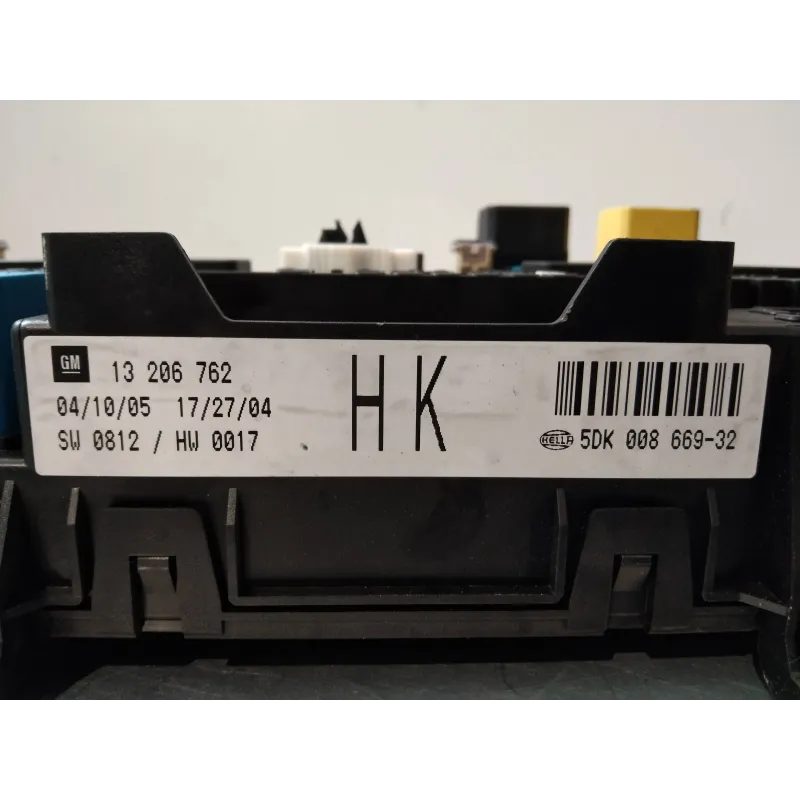 GM 13 206 762
04/10/05 17/27/04
SW 0812 / HW 0017
HK
HELLA 5DK 008 669-32